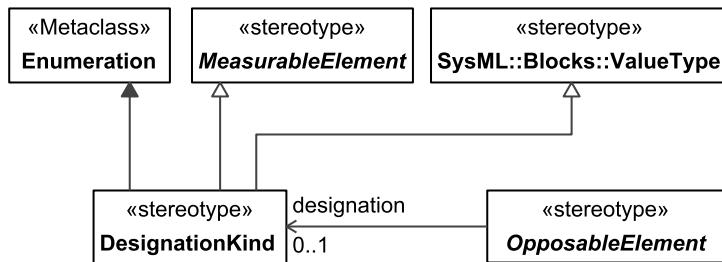 «Metaclass»
Enumeration
«stereotype»
MeasurableElement
«stereotype»
SysML::Blocks::ValueType
«stereotype»
DesignationKind
designation
0..1
«stereotype»
OpposableElement